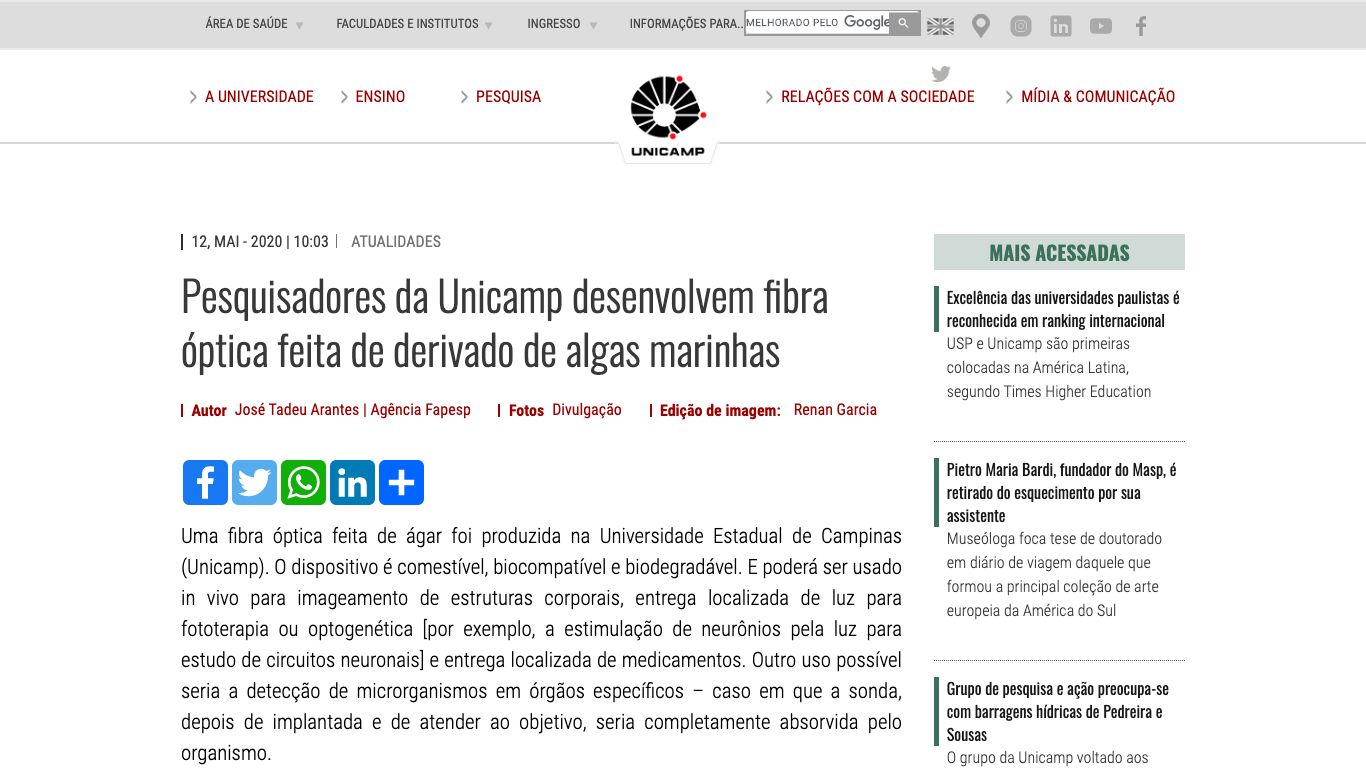 ÁREA DE SAÚDE
FACULDADES E INSTITUTOS
INGRESSO
INFORMAÇÕES PARA..
MELHORADO PELO Google
A UNIVERSIDADE
ENSINO
PESQUISA
UNICAMP
RELAÇÕES COM A SOCIEDADE
MÍDIA & COMUNICAÇÃO
12, MAI - 2020 | 10:03 | ATUALIDADES
Pesquisadores da Unicamp desenvolvem fibra
óptica feita de derivado de algas marinhas
Autor José Tadeu Arantes | Agência Fapesp
Fotos Divulgação
Edição de imagem: Renan Garcia
Uma fibra óptica feita de ágar foi produzida na Universidade Estadual de Campinas
(Unicamp). O dispositivo é comestível, biocompatível e biodegradável. E poderá ser usado
in vivo para imageamento de estruturas corporais, entrega localizada de luz para
fototerapia ou optogenética [por exemplo, a estimulação de neurônios pela luz para
estudo de circuitos neuronais] e entrega localizada de medicamentos. Outro uso possível
seria a detecção de microrganismos em órgãos específicos – caso em que a sonda,
depois de implantada e de atender ao objetivo, seria completamente absorvida pelo
organismo.
MAIS ACESSADAS
Excelência das universidades paulistas é
reconhecida em ranking internacional
USP e Unicamp são primeiras
colocadas na América Latina,
segundo Times Higher Education
Pietro Maria Bardi, fundador do Masp, é
retirado do esquecimento por sua
assistente
Museóloga foca tese de doutorado
em diário de viagem daquele que
formou a principal coleção de arte
europeia da América do Sul
Grupo de pesquisa e ação preocupa-se
com barragens hídricas de Pedreira e
Sousas
O grupo da Unicamp voltado aos